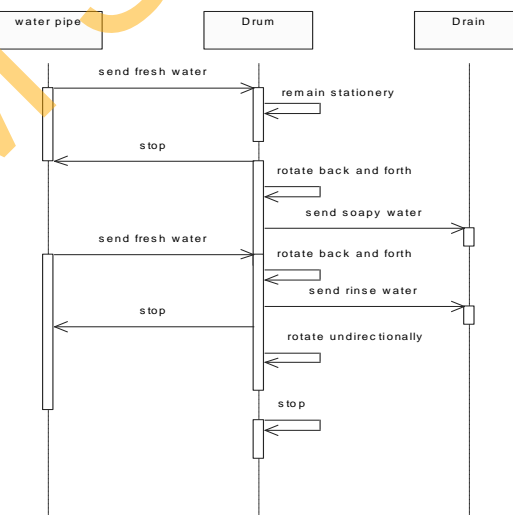 water pipe
Drum
Drain
send fresh water
remain stationery
stop
rotate back and forth
send soapy water
send fresh water
rotate back and forth
send rinse water
stop
rotate undirectionally
stop